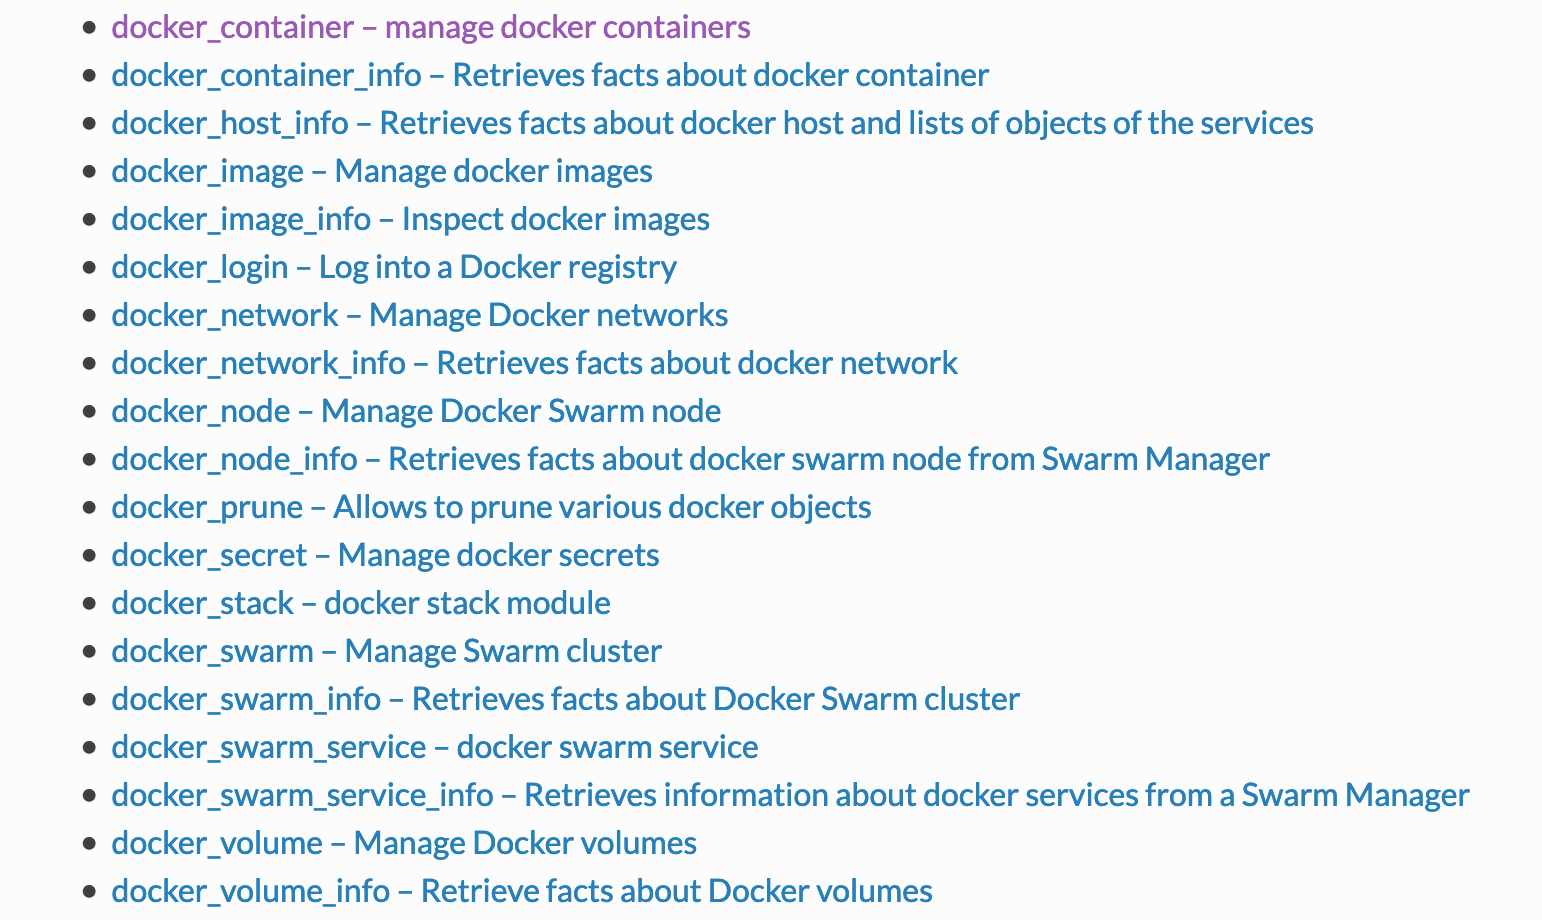 docker_container – manage docker containers
docker_container_info – Retrieves facts about docker container
docker_host_info – Retrieves facts about docker host and lists of objects of the services
docker_image – Manage docker images
docker_image_info – Inspect docker images
docker_login – Log into a Docker registry
docker_network – Manage Docker networks
docker_network_info – Retrieves facts about docker network
docker_node – Manage Docker Swarm node
docker_node_info – Retrieves facts about docker swarm node from Swarm Manager
docker_prune – Allows to prune various docker objects
docker_secret – Manage docker secrets
docker_stack – docker stack module
docker_swarm – Manage Swarm cluster
docker_swarm_info – Retrieves facts about Docker Swarm cluster
docker_swarm_service – docker swarm service
docker_swarm_service_info – Retrieves information about docker services from a Swarm Manager
docker_volume – Manage Docker volumes
docker_volume_info – Retrieve facts about Docker volumes